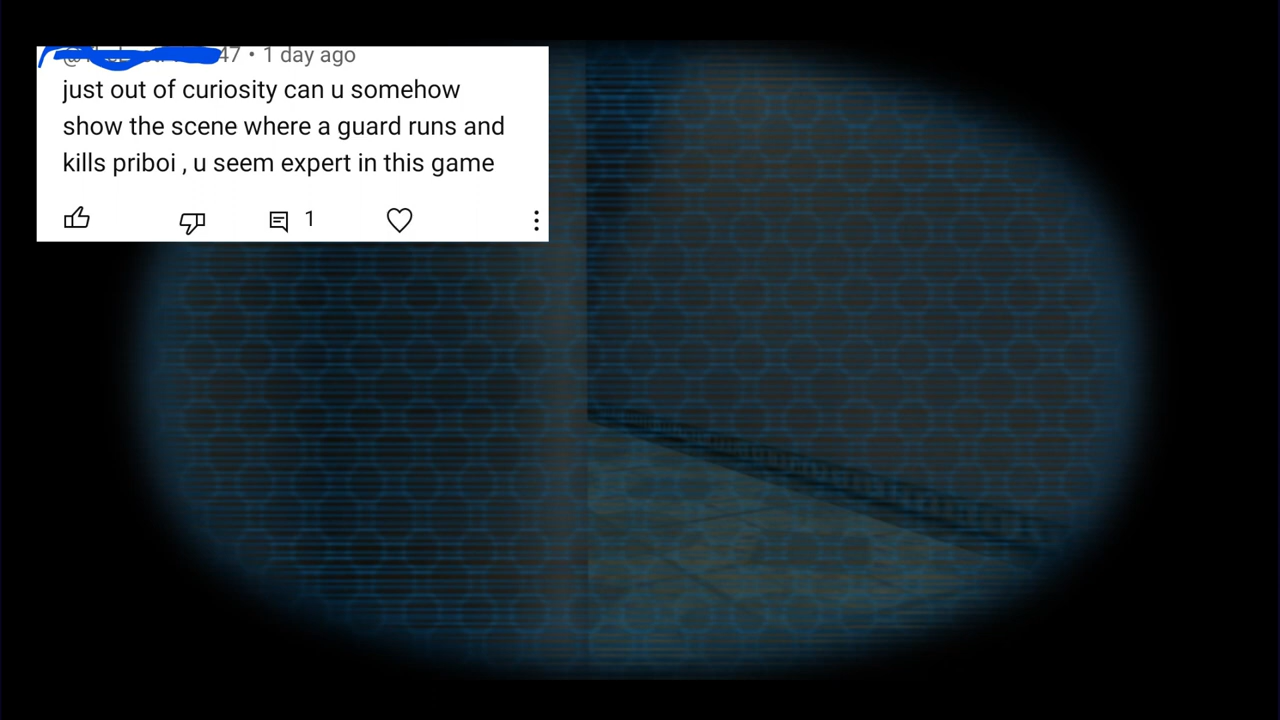 47 • 1 day ago
just out of curiosity can u somehow
show the scene where a guard runs and
kills priboi , u seem expert in this game
1